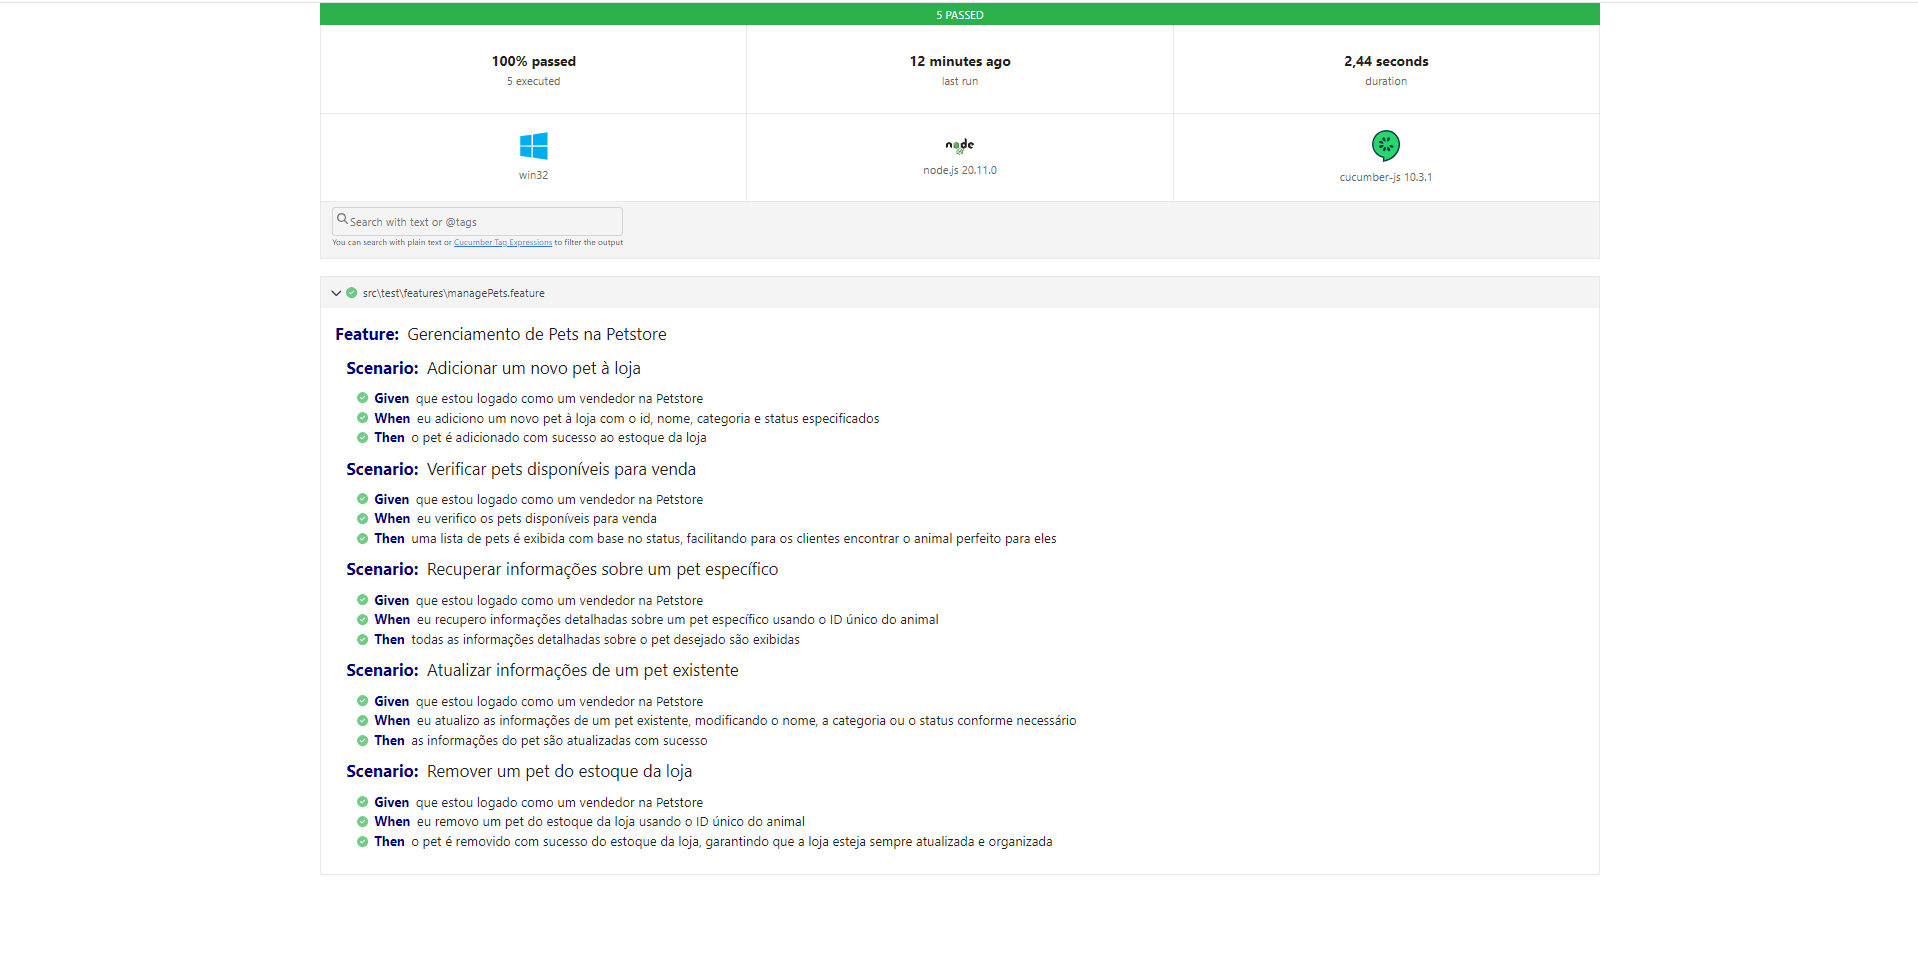 5 PASSED
100% passed
5 executed
12 minutes ago
last run
2,44 seconds
duration
win32
node
node.js 20.11.0
cucumber-js 10.3.1
Search with text or @tags
You can search with plain text or Cucumber Tag Expressions to filter the output
src\test\features\managePets.feature
Feature: Gerenciamento de Pets na Petstore
Scenario: Adicionar um novo pet à loja
Given que estou logado como um vendedor na Petstore
When eu adiciono um novo pet à loja com o id, nome, categoria e status especificados
Then o pet é adicionado com sucesso ao estoque da loja
Scenario: Verificar pets disponíveis para venda
Given que estou logado como um vendedor na Petstore
When eu verifico os pets disponíveis para venda
Then uma lista de pets é exibida com base no status, facilitando para os clientes encontrar o animal perfeito para eles
Scenario: Recuperar informações sobre um pet específico
Given que estou logado como um vendedor na Petstore
When eu recupero informações detalhadas sobre um pet específico usando o ID único do animal
Then todas as informações detalhadas sobre o pet desejado são exibidas
Scenario: Atualizar informações de um pet existente
Given que estou logado como um vendedor na Petstore
When eu atualizo as informações de um pet existente, modificando o nome, a categoria ou o status conforme necessário
Then as informações do pet são atualizadas com sucesso
Scenario: Remover um pet do estoque da loja
Given que estou logado como um vendedor na Petstore
When eu removo um pet do estoque da loja usando o ID único do animal
Then o pet é removido com sucesso do estoque da loja, garantindo que a loja esteja sempre atualizada e organizada